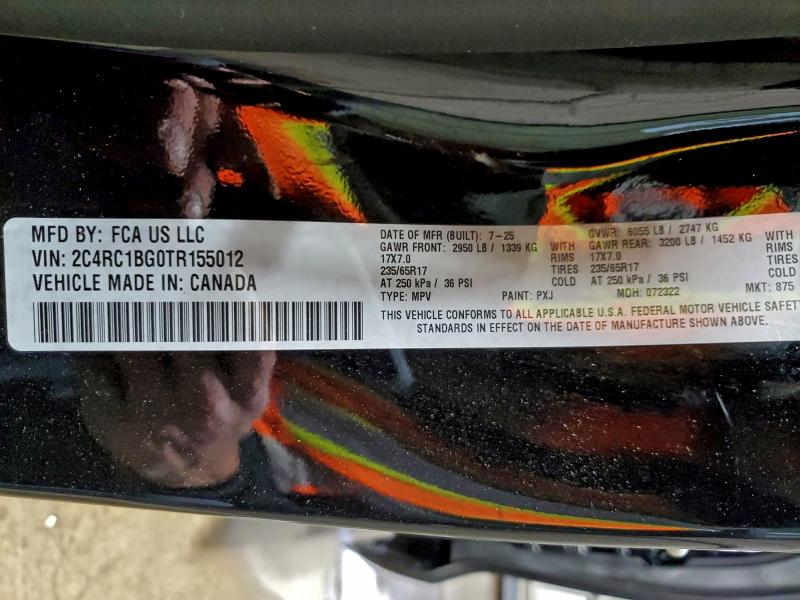 MFD BY: FCA US LLC
VIN: 2C4RC1BG0TR155012
VEHICLE MADE IN: CANADA
DATE OF MFR (BUILT): 7-25 GVWR: 6055 LB / 2747 KG
GAWR FRONT: 2950 LB / 1339 KG WITH GAWR REAR: 3200 LB / 1452 KG WITH
17X7.0 RIMS 17X7.0 RIMS
235/65R17 TIRES 235/65R17 TIRES
AT 250 kPa / 36 PSI COLD AT 250 kPa / 36 PSI COLD
TYPE: MPV PAINT: PXJ MDH: 072322 MKT: 875
THIS VEHICLE CONFORMS TO ALL APPLICABLE U.S.A. FEDERAL MOTOR VEHICLE SAFETY
STANDARDS IN EFFECT ON THE DATE OF MANUFACTURE SHOWN ABOVE.